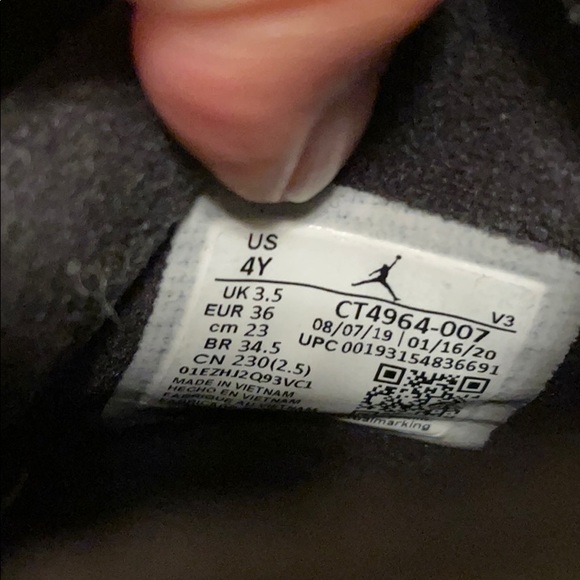 US
4Y
UK 3.5
EUR 36
cm 23
BR 34.5
CN 230(2.5)
01EZHJ2Q93VC1
MADE IN VIETNAM
HECHO EN VIETNAM
V3
CT4964-007
08/07/19 | 01/16/20
UPC 00193154836691